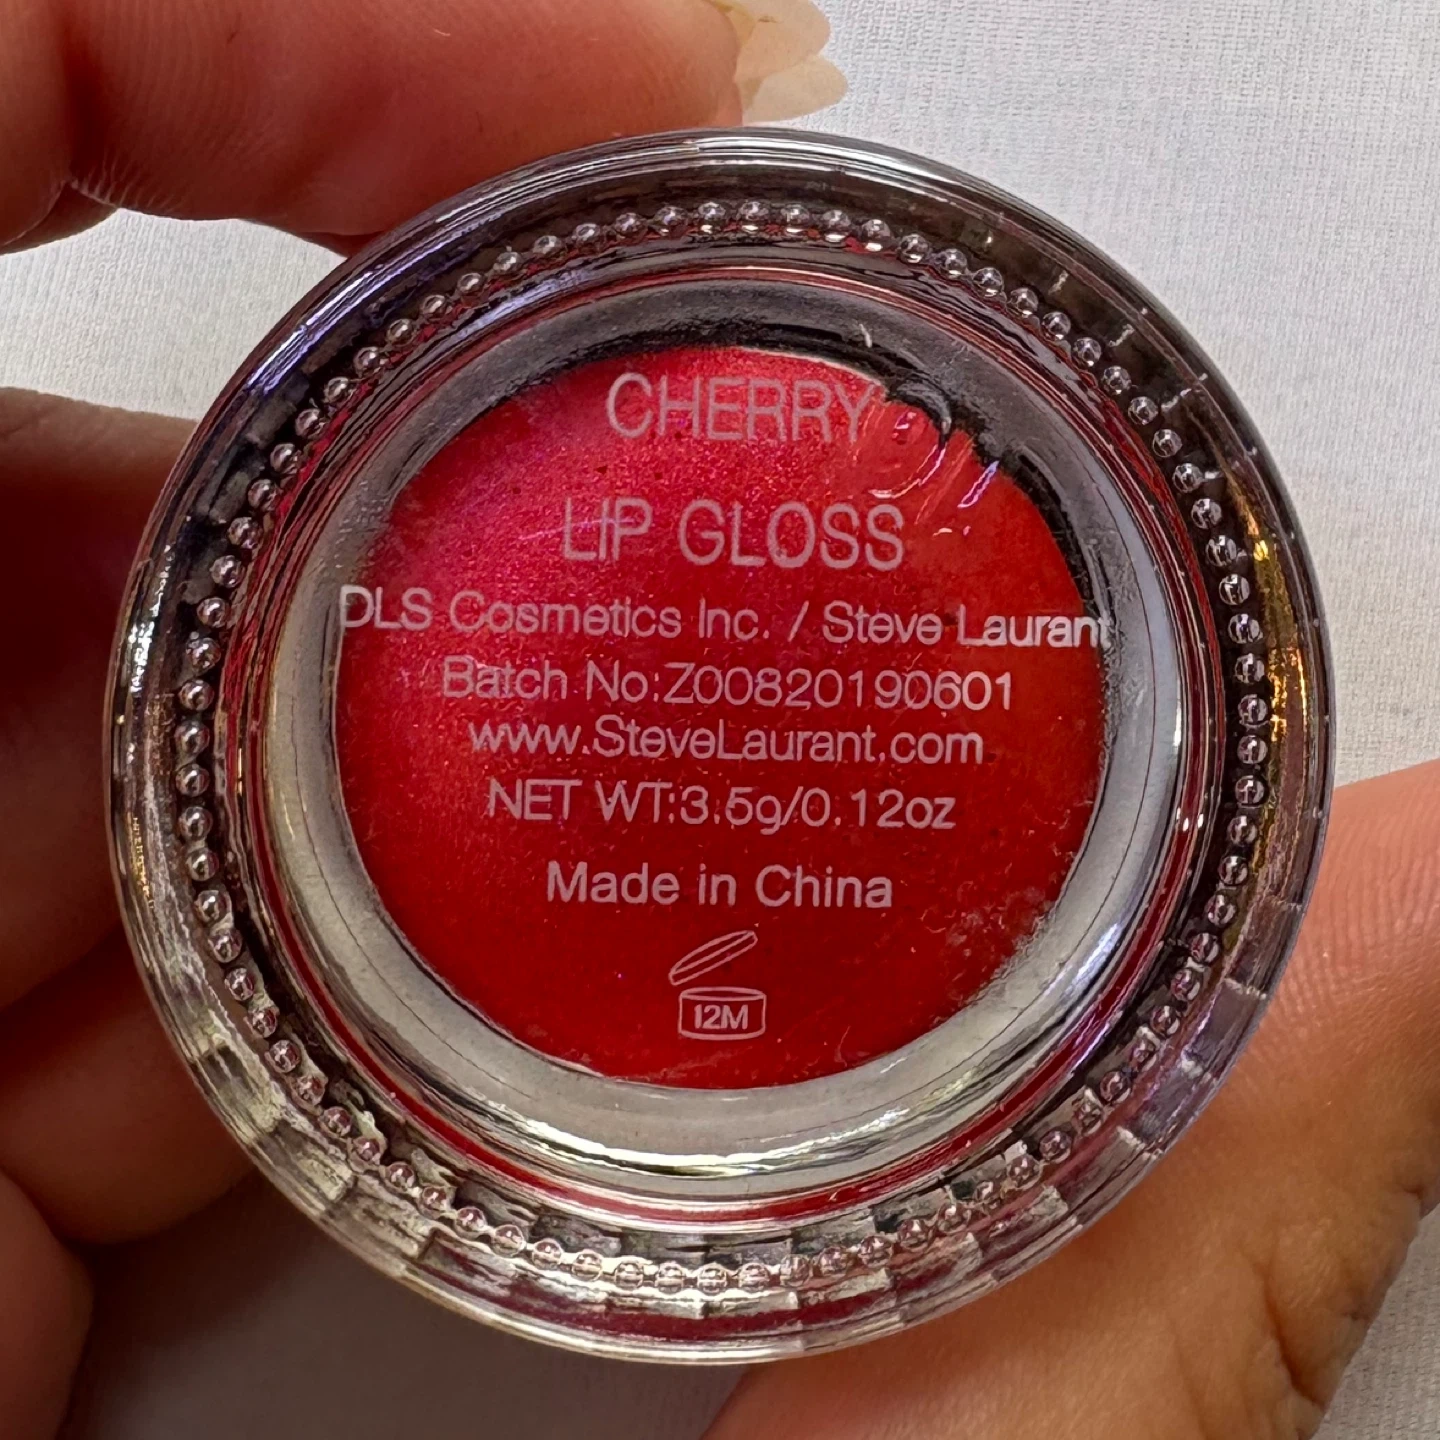 CHERRY
LIP GLOSS
DLS Cosmetics Inc. / Steve Laurant
Batch No:Z00820190601
www.SteveLaurant.com
NET WT:3.5g/0.12oz
Made in China
12M